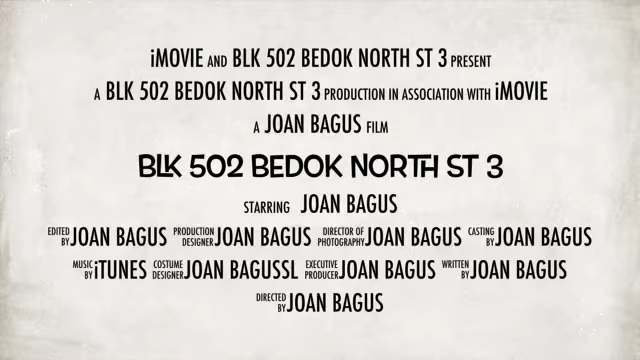 iMOVIE AND BLK 502 BEDOK NORTH ST 3 PRESENT
A BLK 502 BEDOK NORTH ST 3 PRODUCTION IN ASSOCIATION WITH iMOVIE
A JOAN BAGUS FILM
BLK 502 BEDOK NORTH ST 3
STARRING JOAN BAGUS
EDITED BY JOAN BAGUS PRODUCTION DESIGNER JOAN BAGUS DIRECTOR OF PHOTOGRAPHY JOAN BAGUS CASTING BY JOAN BAGUS
MUSIC BY iTUNES COSTUME DESIGNER JOAN BAGUSSL EXECUTIVE PRODUCER JOAN BAGUS WRITTEN BY JOAN BAGUS
DIRECTED BY JOAN BAGUS